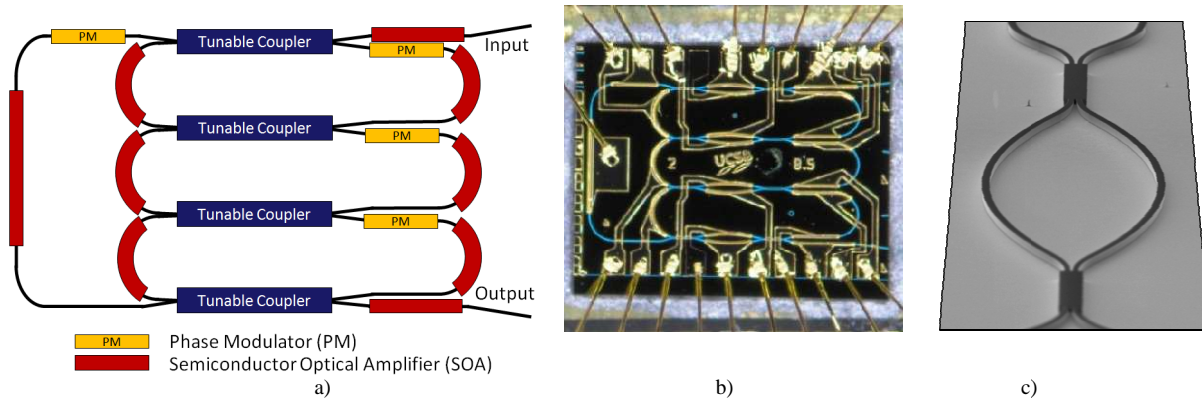 PM
Tunable Coupler
PM
Input
Tunable Coupler
PM
Tunable Coupler
PM
Tunable Coupler
Output
PM Phase Modulator (PM)
Semiconductor Optical Amplifier (SOA)
a)
UCSB
2
8.5
b)
c)